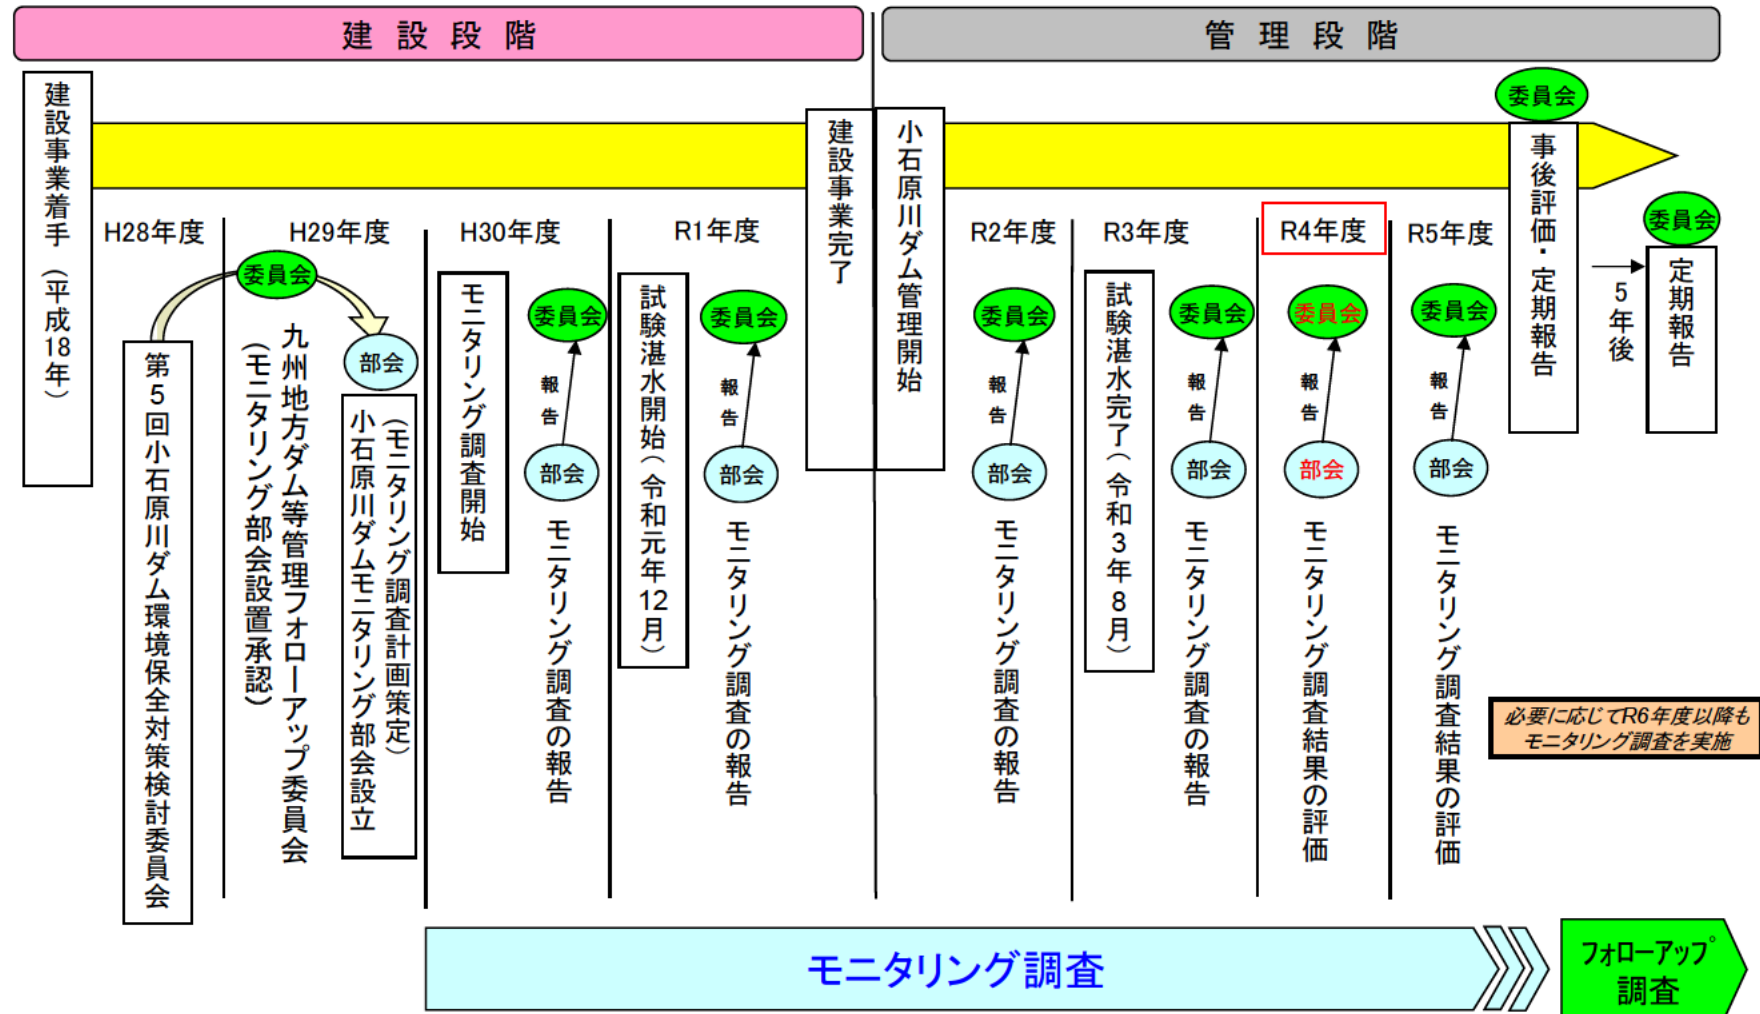 建設段階
管理段階
建設事業着手（平成18年）
建設事業完了
小石原川ダム管理開始
委員会
事後評価・定期報告
5年後
委員会
定期報告
H28年度
H29年度
H30年度
R1年度
R2年度
R3年度
R4年度
R5年度
第5回小石原川ダム環境保全対策検討委員会
委員会
九州地方ダム等管理フォローアップ委員会
（モニタリング部会設置承認）
部会
（モニタリング調査計画策定）
小石原川ダムモニタリング部会設立
モニタリング調査開始
委員会
報告
部会
モニタリング調査の報告
試験湛水開始（令和元年12月）
委員会
報告
部会
モニタリング調査の報告
委員会
報告
部会
モニタリング調査の報告
試験湛水完了（令和3年8月）
委員会
報告
部会
モニタリング調査の報告
委員会
報告
部会
モニタリング調査結果の評価
委員会
報告
部会
モニタリング調査結果の評価
必要に応じてR6年度以降も
モニタリング調査を実施
モニタリング調査
フォローアップ
調査